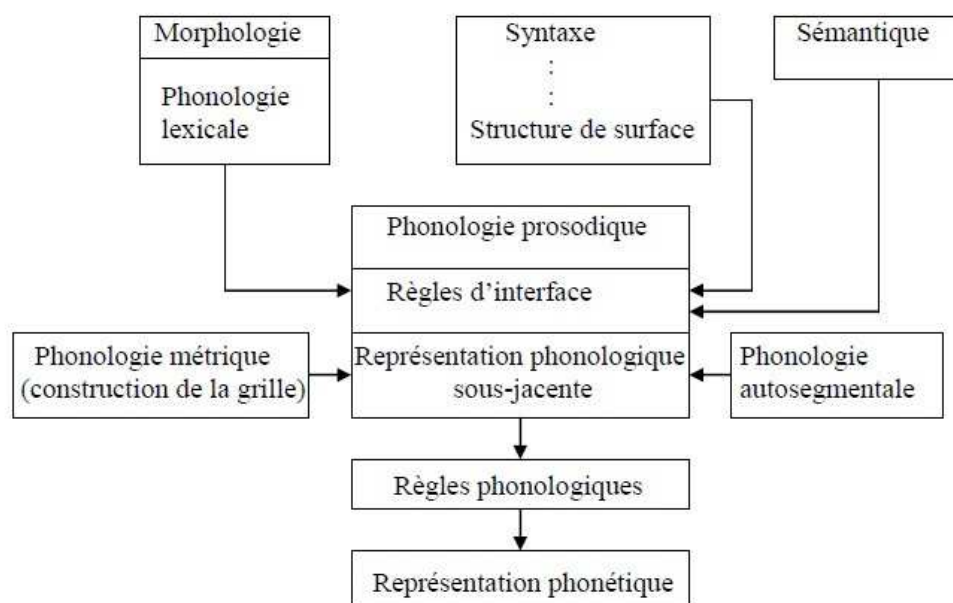 Morphologie
Phonologie
lexicale
Syntaxe
:
:
Structure de surface
Sémantique
Phonologie prosodique
Règles d’interface
Phonologie métrique
(construction de la grille)
Représentation phonologique
sous-jacente
Phonologie
autosegmentale
Règles phonologiques
Représentation phonétique